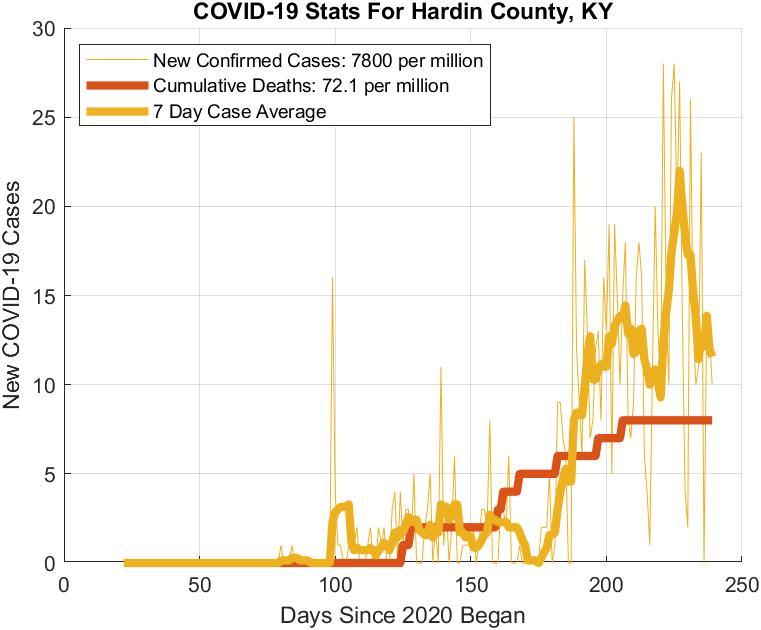 COVID-19 Stats For Hardin County, KY
New Confirmed Cases: 7800 per million
Cumulative Deaths: 72.1 per million
7 Day Case Average
New COVID-19 Cases
30
25
20
15
10
5
0
0 50 100 150 200 250
Days Since 2020 Began